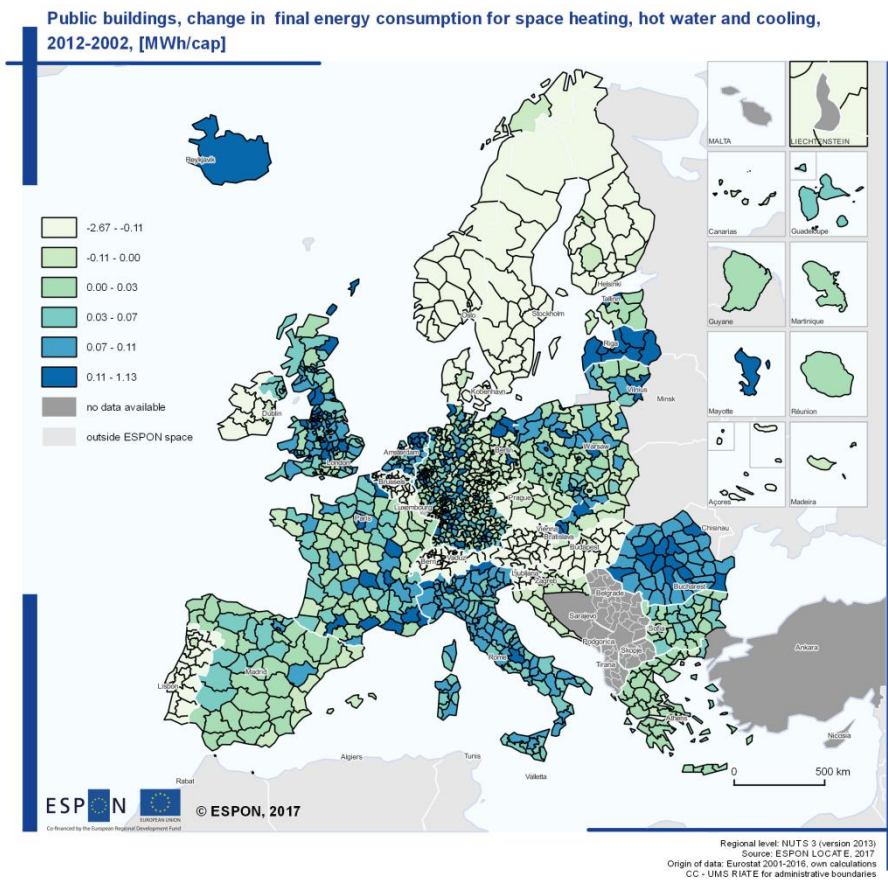 Public buildings, change in final energy consumption for space heating, hot water and cooling,
2012-2002, [MWh/cap]
MALTA
LIECHTENSTEIN
Reykjavik
Canarias
Guadeloupe
-2.67 - -0.11
-0.11 - 0.00
0.00 - 0.03
0.03 - 0.07
0.07 - 0.11
0.11 - 1.13
no data available
outside ESPON space
Guyane
Martinique
Helsinki
Tallinn
Oslo
Stockholm
Riga
Mayotte
Réunion
København
Vilnius
Minsk
Dublin
Açores
Madeira
Amsterdam
Berlin
Warsaw
London
Brussels
Prague
Luxembourg
Paris
Vienna
Bratislava
Chisinau
Budapest
Bern
Vaduz
Ljubljana
Zagreb
Bucharest
Belgrade
Sarajevo
Sofia
Podgorica
Skopje
Rome
Tirana
Ankara
Madrid
Lisbon
Athens
Nicosia
Algiers
Tunis
Rabat
Valletta
0 500 km
ESPON
EUROPEAN UNION
© ESPON, 2017
Co-financed by the European Regional Development Fund
Regional level: NUTS 3 (version 2013)
Source: ESPON LOCATE, 2017
Origin of data: Eurostat 2001-2016, own calculations
CC - UMS RIATE for administrative boundaries